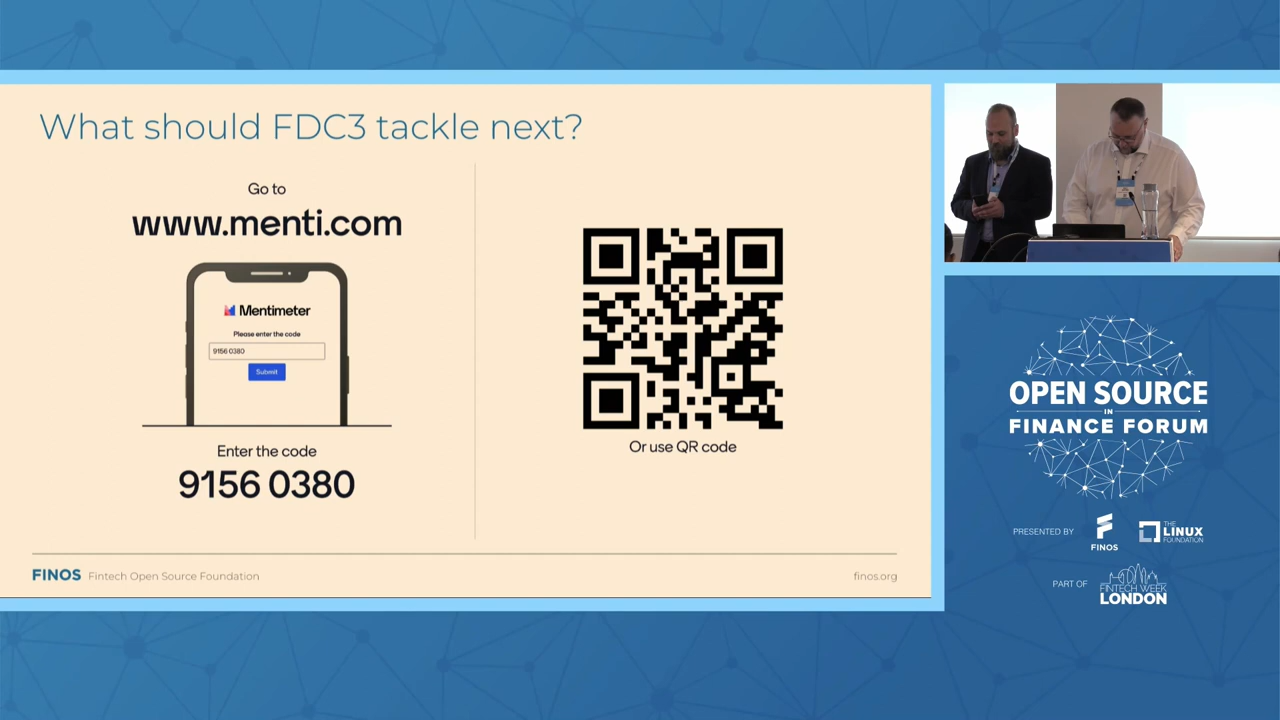 What should FDC3 tackle next?
Go to
www.menti.com
Mentimeter
Please enter the code
9156 0380
Submit
Enter the code
9156 0380
Or use QR code
FINOS Fintech Open Source Foundation
finos.org
OPEN SOURCE
IN
FINANCE FORUM
PRESENTED BY
FINOS
THE
LINUX
FOUNDATION
PART OF
FINTECH WEEK
LONDON